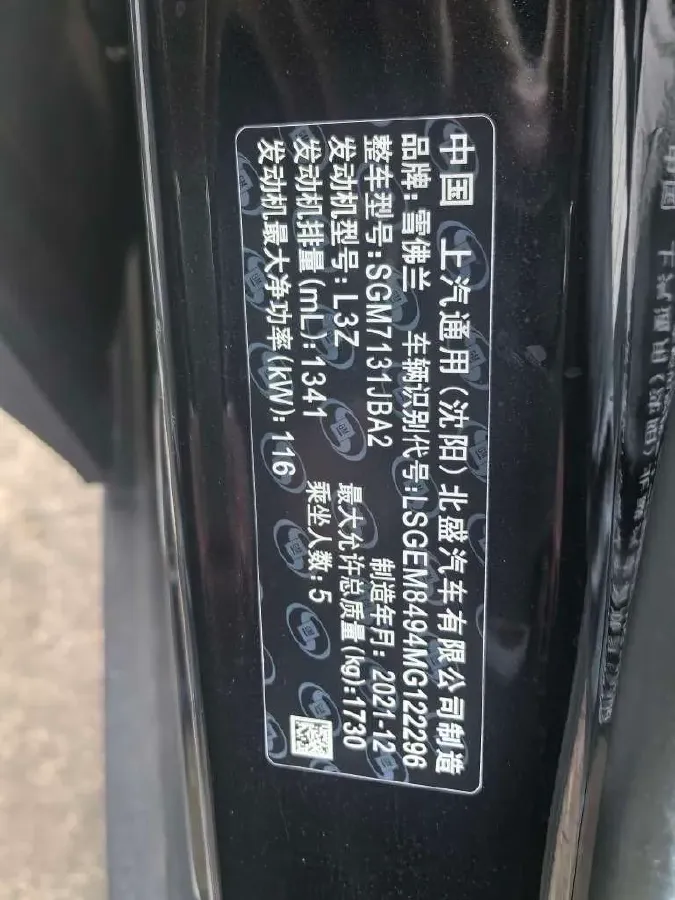 中国 上汽通用(沈阳)北盛汽车有限公司制造
品牌:雪佛兰 车辆识别代号:LSGEM8494MG122296
整车型号:SGM7131JBA2 制造年月:2021-12
发动机型号:L3Z 最大允许总质量(kg):1730
发动机排量(mL):1341 乘坐人数:5
发动机最大净功率(kW):116